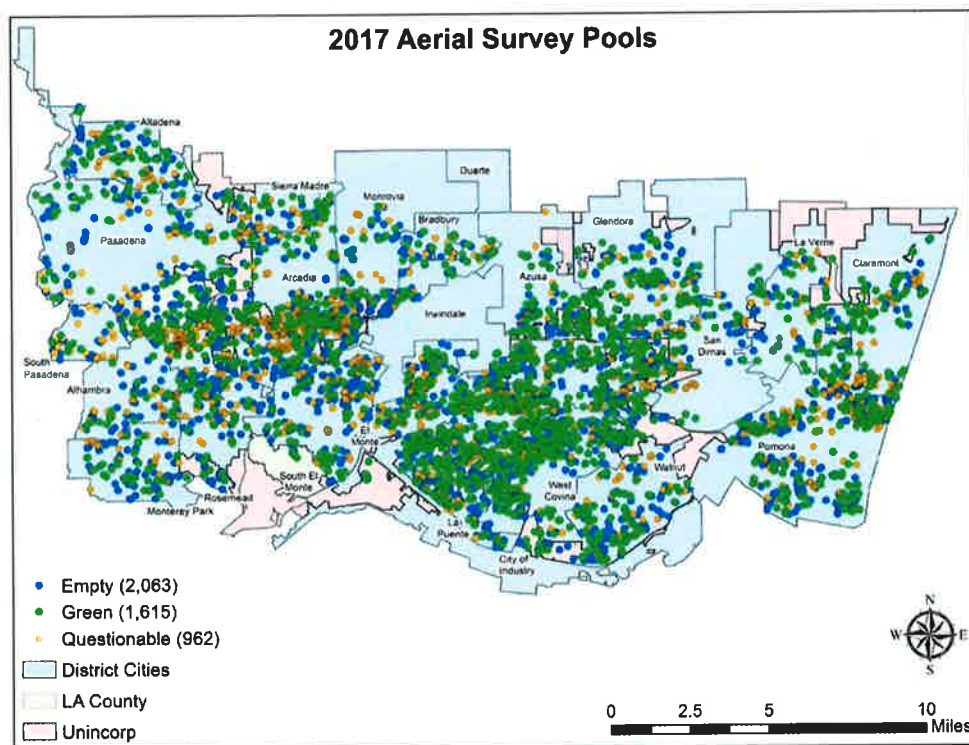 2017 Aerial Survey Pools
Altadena
Duarte
Sierra Madre
Monrovia
Bradbury
Glendora
Pasadena
La Verne
Arcadia
Azusa
Claremont
Irwindale
San
Dimas
South
Pasadena
Alhambra
El
Monte
Pomona
Walnut
South El
Monte
West
Covina
Rosemead
Monterey Park
La
Puente
City of
Industry
Empty (2,063)
Green (1,615)
Questionable (962)
District Cities
LA County
Unincorp
N
W
E
S
0 2.5 5 10
Miles